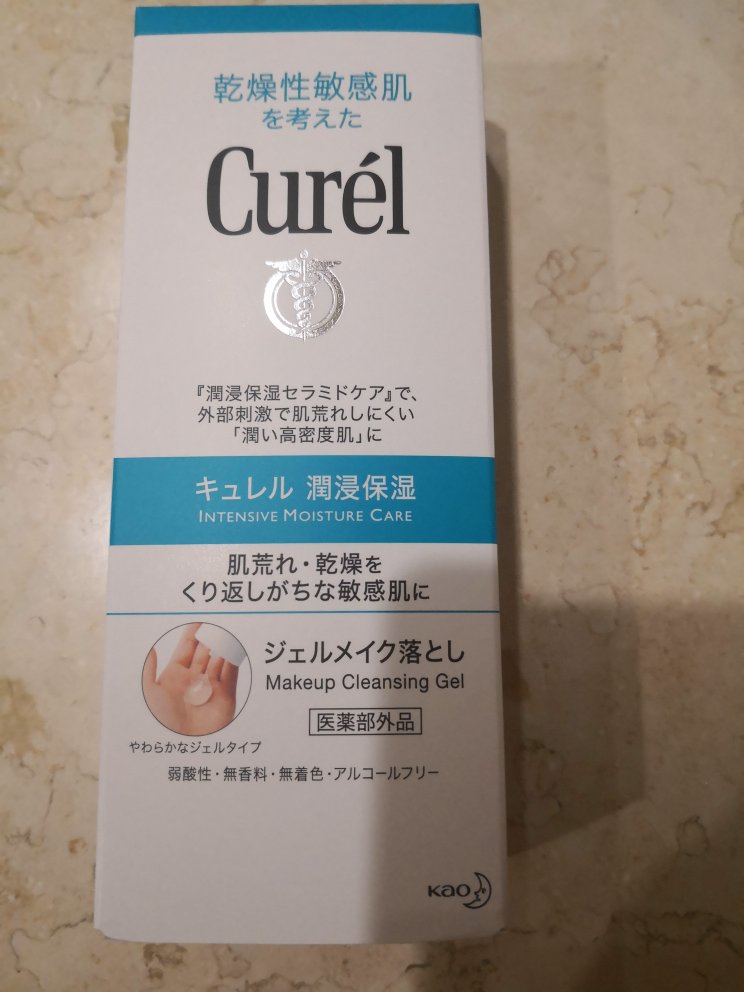 乾燥性敏感肌
を考えた
Curél
『潤浸保湿セラミドケア』で、
外部刺激で肌荒れしにくい
「潤い高密度肌」に
キュレル 潤浸保湿
INTENSIVE MOISTURE CARE
肌荒れ・乾燥を
くり返しがちな敏感肌に
ジェルメイク落とし
Makeup Cleansing Gel
医薬部外品
やわらかなジェルタイプ
弱酸性・無香料・無着色・アルコールフリー
Kao